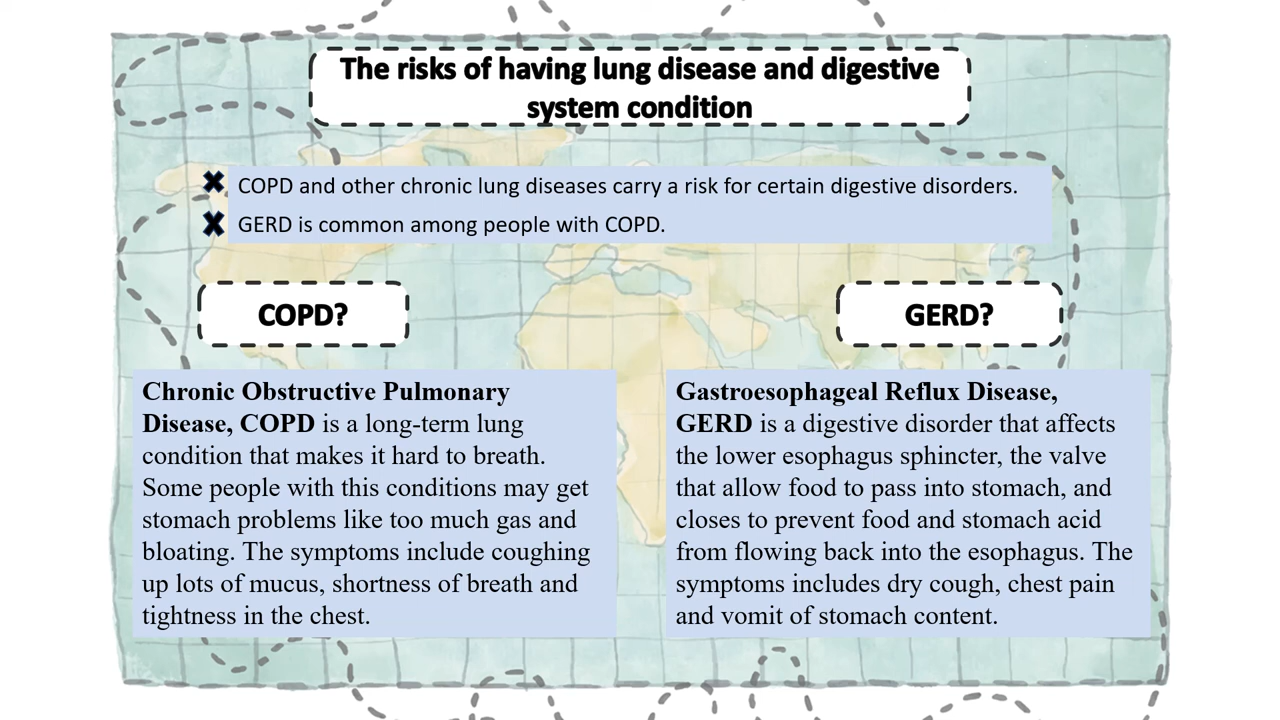 The risks of having lung disease and digestive
system condition
COPD and other chronic lung diseases carry a risk for certain digestive disorders.
GERD is common among people with COPD.
COPD?
Chronic Obstructive Pulmonary
Disease, COPD is a long-term lung
condition that makes it hard to breath.
Some people with this conditions may get
stomach problems like too much gas and
bloating. The symptoms include coughing
up lots of mucus, shortness of breath and
tightness in the chest.
GERD?
Gastroesophageal Reflux Disease,
GERD is a digestive disorder that affects
the lower esophagus sphincter, the valve
that allow food to pass into stomach, and
closes to prevent food and stomach acid
from flowing back into the esophagus. The
symptoms includes dry cough, chest pain
and vomit of stomach content.